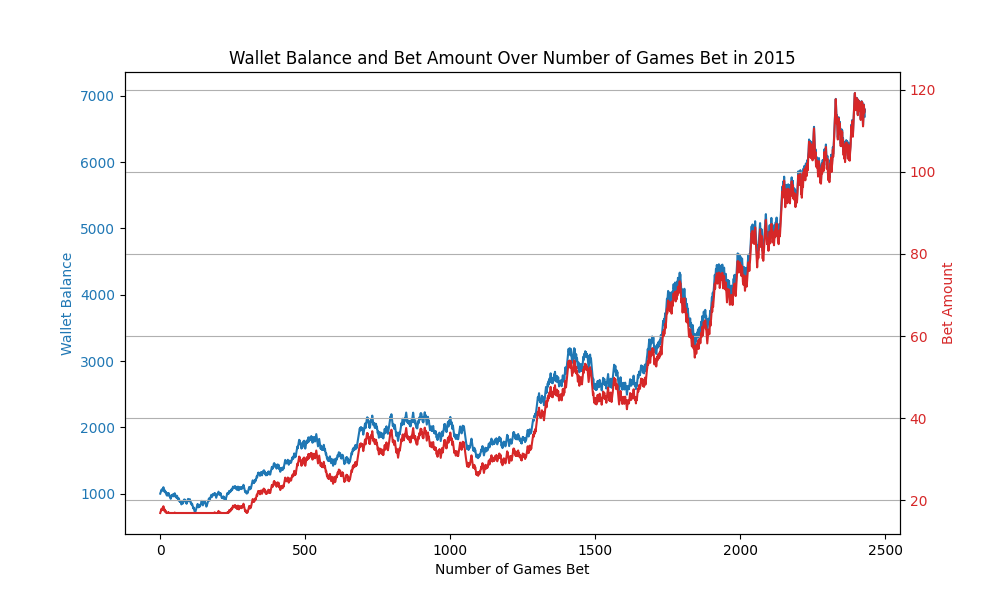 Wallet Balance and Bet Amount Over Number of Games Bet in 2015
7000
6000
5000
4000
3000
2000
1000
Wallet Balance
120
100
80
60
40
20
Bet Amount
0 500 1000 1500 2000 2500
Number of Games Bet